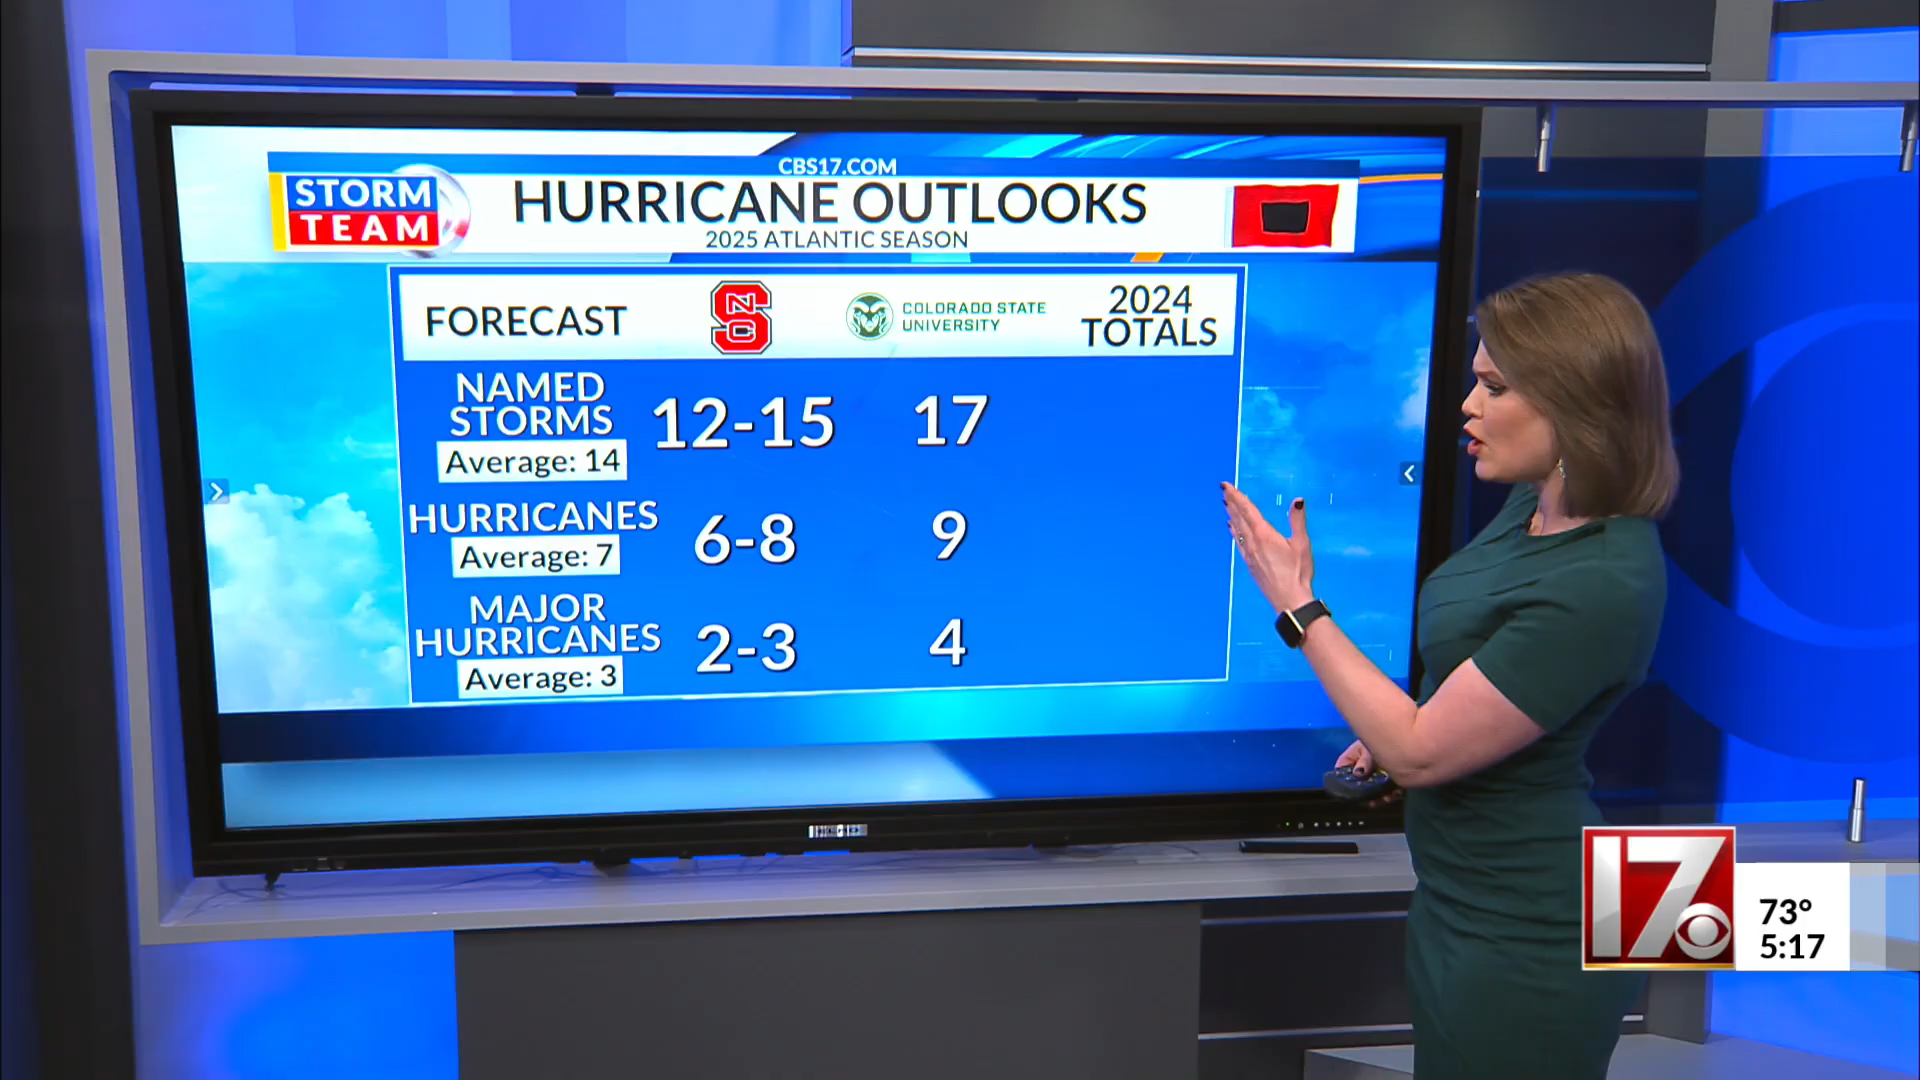 CBS17.COM
STORM
TEAM
HURRICANE OUTLOOKS
2025 ATLANTIC SEASON
FORECAST
NC
S
COLORADO STATE
UNIVERSITY
2024
TOTALS
NAMED
STORMS
Average: 14
12-15
17
HURRICANES
Average: 7
6-8
9
MAJOR
HURRICANES
Average: 3
2-3
4
17
73°
5:17